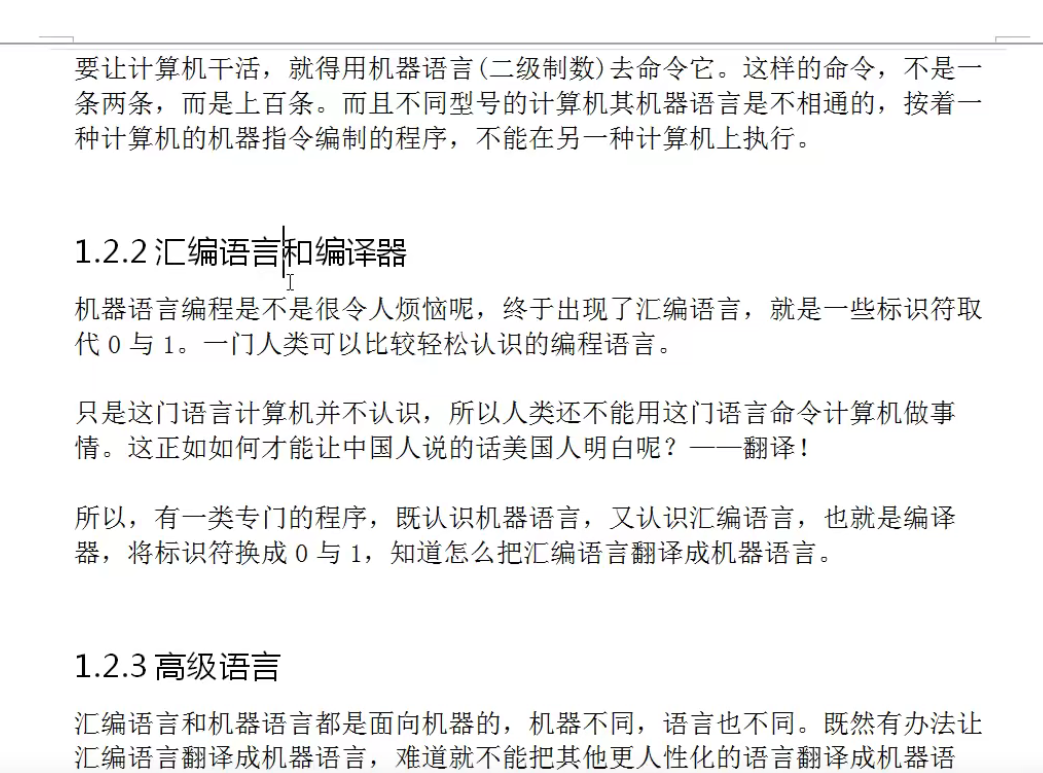 要让计算机干活，就得用机器语言(二级制数)去命令它。这样的命令，不是一
条两条，而是上百条。而且不同型号的计算机其机器语言是不相通的，按着一
种计算机的机器指令编制的程序，不能在另一种计算机上执行。
1.2.2 汇编语言和编译器
机器语言编程是不是很令人烦恼呢，终于出现了汇编语言，就是一些标识符取
代 0 与 1。一门人类可以比较轻松认识的编程语言。
只是这门语言计算机并不认识，所以人类还不能用这门语言命令计算机做事
情。这正如如何才能让中国人说的话美国人明白呢？——翻译！
所以，有一类专门的程序，既认识机器语言，又认识汇编语言，也就是编译
器，将标识符换成 0 与 1，知道怎么把汇编语言翻译成机器语言。
1.2.3 高级语言
汇编语言和机器语言都是面向机器的，机器不同，语言也不同。既然有办法让
汇编语言翻译成机器语言，难道就不能把其他更人性化的语言翻译成机器语